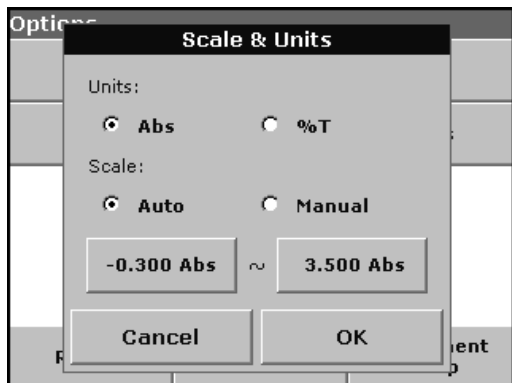 Options
Scale & Units
Units:
Abs %T
Scale:
Auto Manual
-0.300 Abs ~ 3.500 Abs
Cancel OK